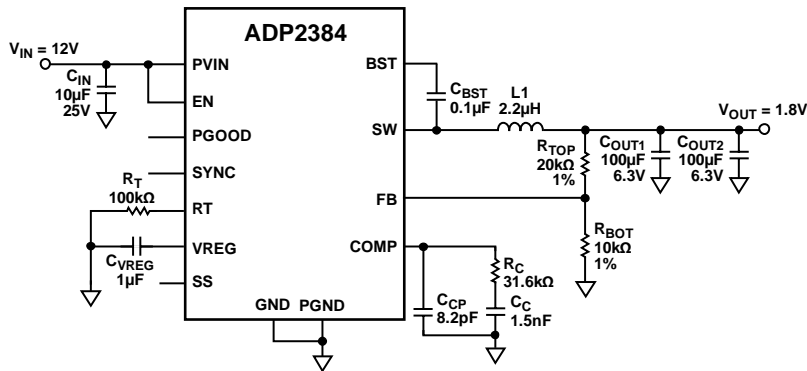 ADP2384
V_IN = 12V
C_IN
10µF
25V
PVIN
EN
PGOOD
SYNC
R_T
100kΩ
RT
VREG
C_VREG
1µF
SS
GND PGND
BST
C_BST
0.1µF
L1
2.2µH
SW
V_OUT = 1.8V
R_TOP
20kΩ
1%
C_OUT1
100µF
6.3V
C_OUT2
100µF
6.3V
FB
R_BOT
10kΩ
1%
COMP
R_C
31.6kΩ
C_CP
8.2pF
C_C
1.5nF